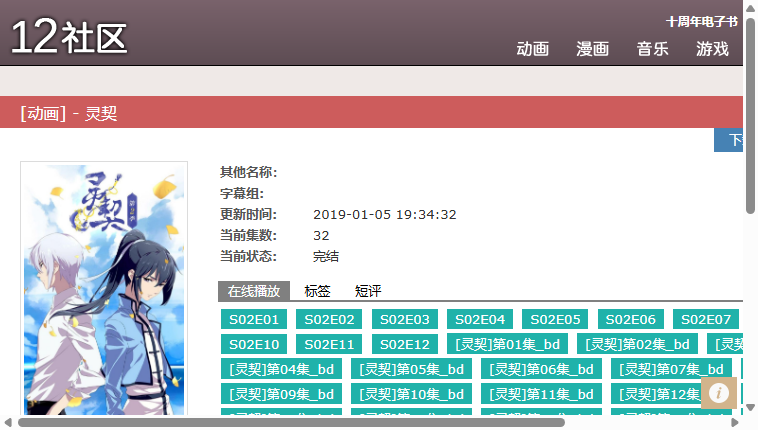 十周年电子书
12社区
动画 漫画 音乐 游戏
[动画] - 灵契
灵契
第2季
其他名称:
字幕组:
更新时间: 2019-01-05 19:34:32
当前集数: 32
当前状态: 完结
在线播放 标签 短评
S02E01 S02E02 S02E03 S02E04 S02E05 S02E06 S02E07
S02E10 S02E11 S02E12 [灵契]第01集_bd [灵契]第02集_bd [灵契
[灵契]第04集_bd [灵契]第05集_bd [灵契]第06集_bd [灵契]第07集_bd
[灵契]第09集_bd [灵契]第10集_bd [灵契]第11集_bd [灵契]第12集